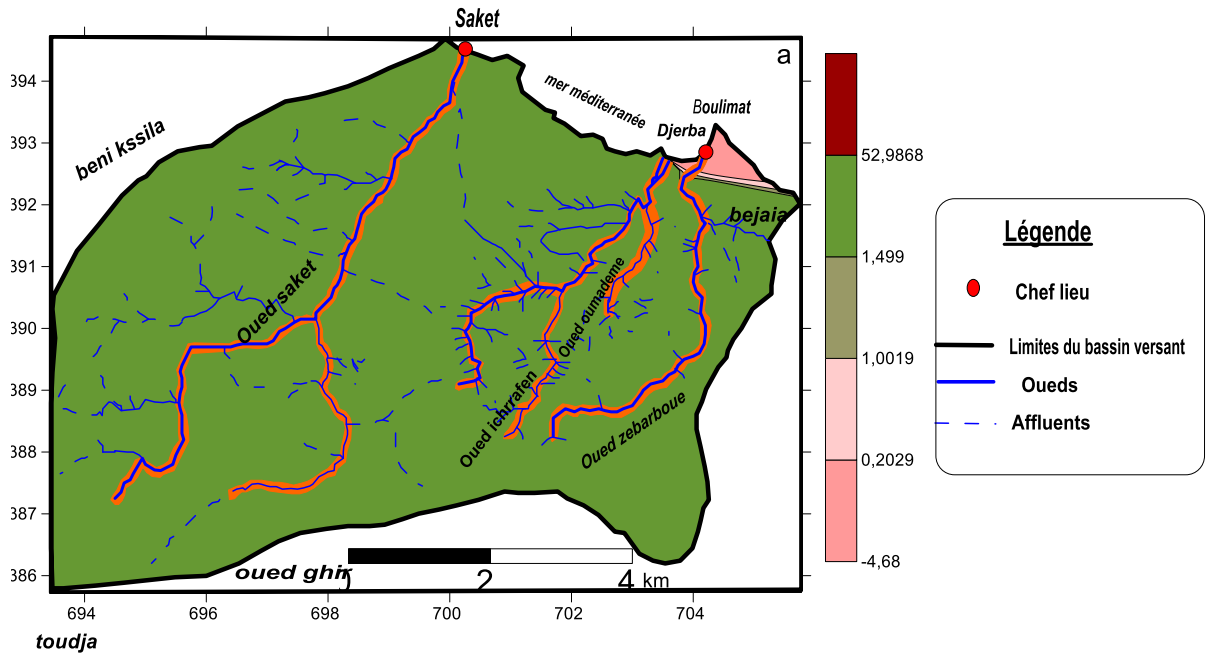 Saket
a
mer méditerranée
Boulimat
Djerba
beni kssila
bejaia
Oued saket
Oued oumademe
Oued ichrrafen
Oued zebarboue
oued ghir
toudja
0 2 4 km
394
393
392
391
390
389
388
387
386
694 696 698 700 702 704
52,9868
1,499
1,0019
0,2029
-4,68
Légende
Chef lieu
Limites du bassin versant
Oueds
Affluents